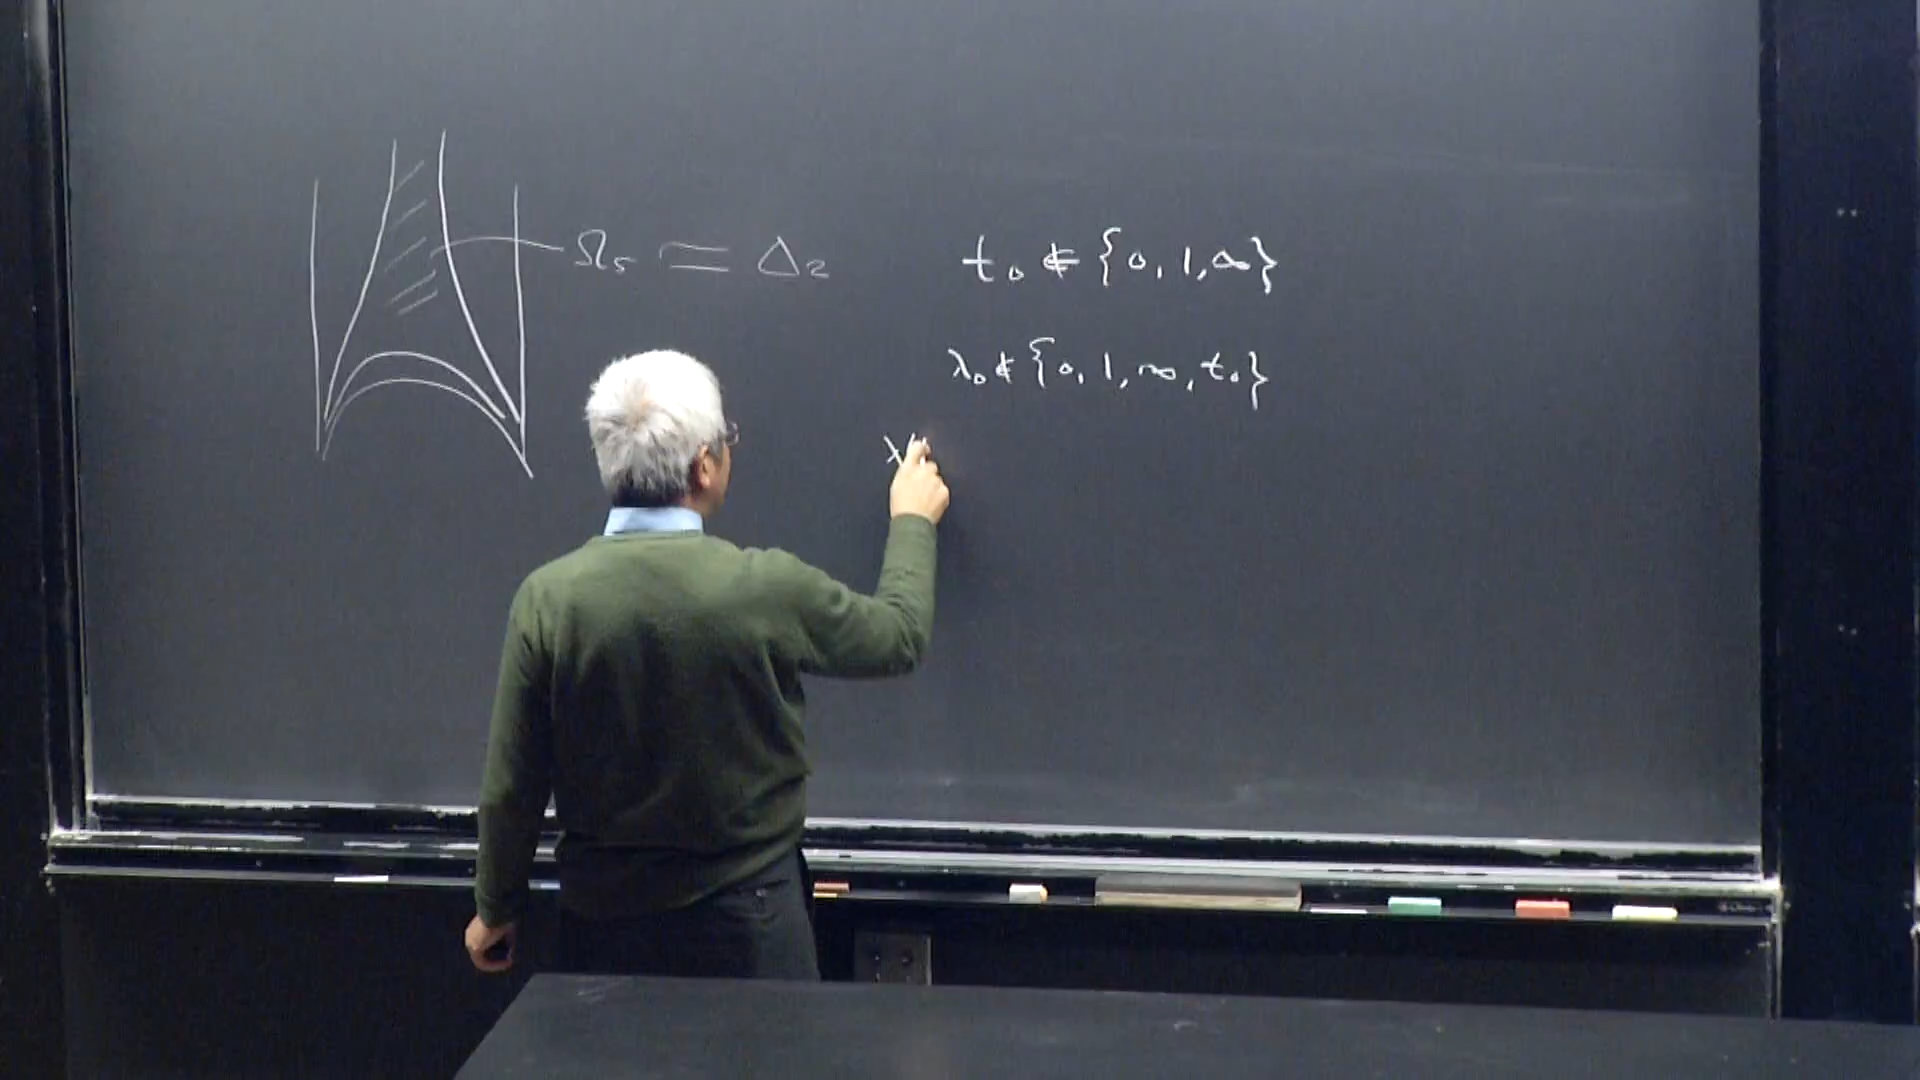 Ω₅ = Δ₂
t₀ ∉ {0, 1, ∞}
λ₀ ∉ {0, 1, ∞, t₀}